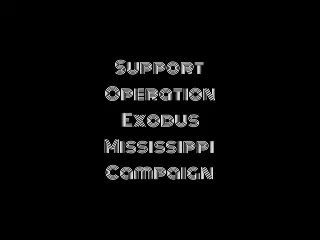 Support
Operation
Exodus
Mississippi
Campaign